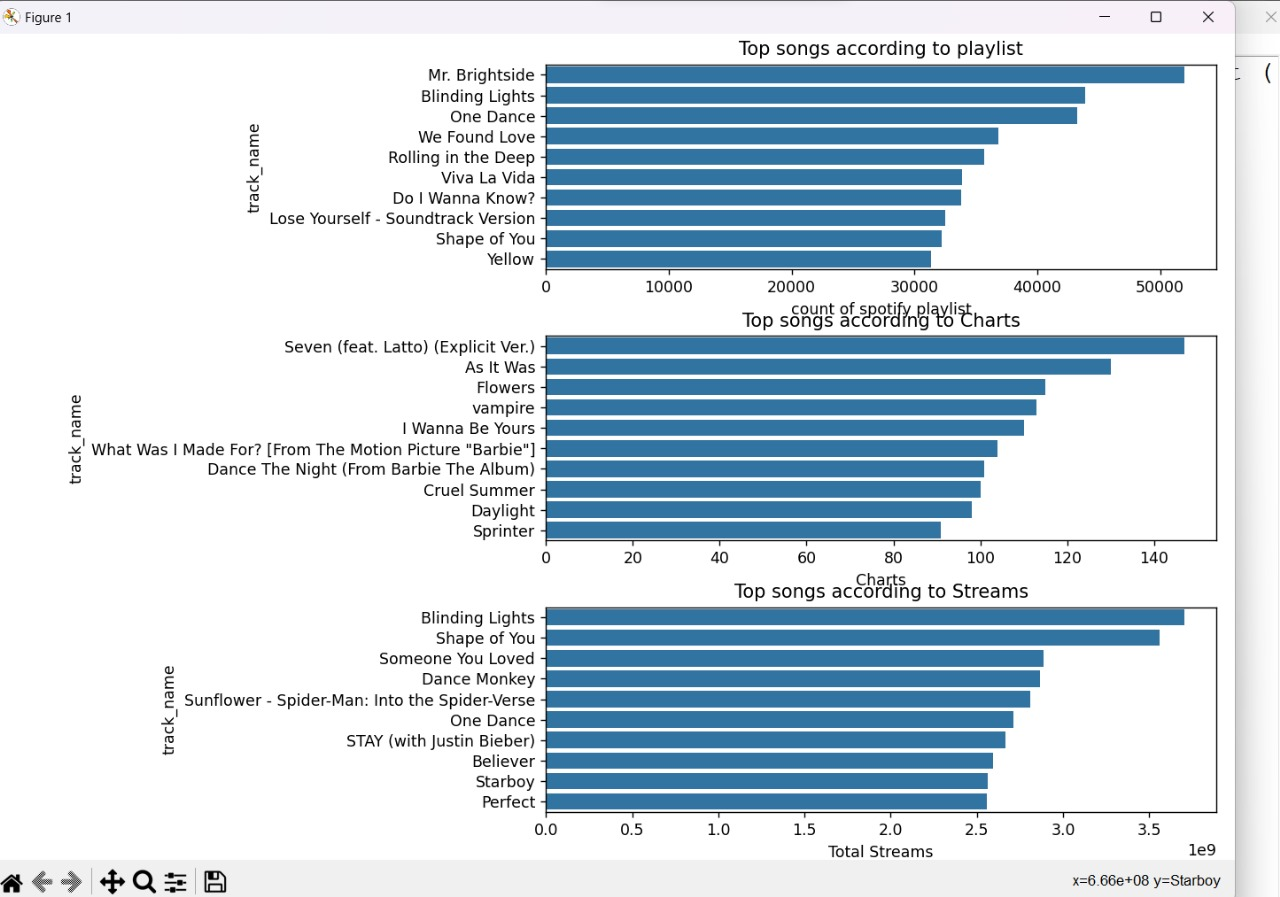 Figure 1
Top songs according to playlist
track_name
Mr. Brightside
Blinding Lights
One Dance
We Found Love
Rolling in the Deep
Viva La Vida
Do I Wanna Know?
Lose Yourself - Soundtrack Version
Shape of You
Yellow
0 10000 20000 30000 40000 50000
count of spotify playlist
Top songs according to Charts
track_name
Seven (feat. Latto) (Explicit Ver.)
As It Was
Flowers
vampire
I Wanna Be Yours
What Was I Made For? [From The Motion Picture "Barbie"]
Dance The Night (From Barbie The Album)
Cruel Summer
Daylight
Sprinter
0 20 40 60 80 100 120 140
Charts
Top songs according to Streams
track_name
Blinding Lights
Shape of You
Someone You Loved
Dance Monkey
Sunflower - Spider-Man: Into the Spider-Verse
One Dance
STAY (with Justin Bieber)
Believer
Starboy
Perfect
0.0 0.5 1.0 1.5 2.0 2.5 3.0 3.5
Total Streams
1e9
x=6.66e+08 y=Starboy